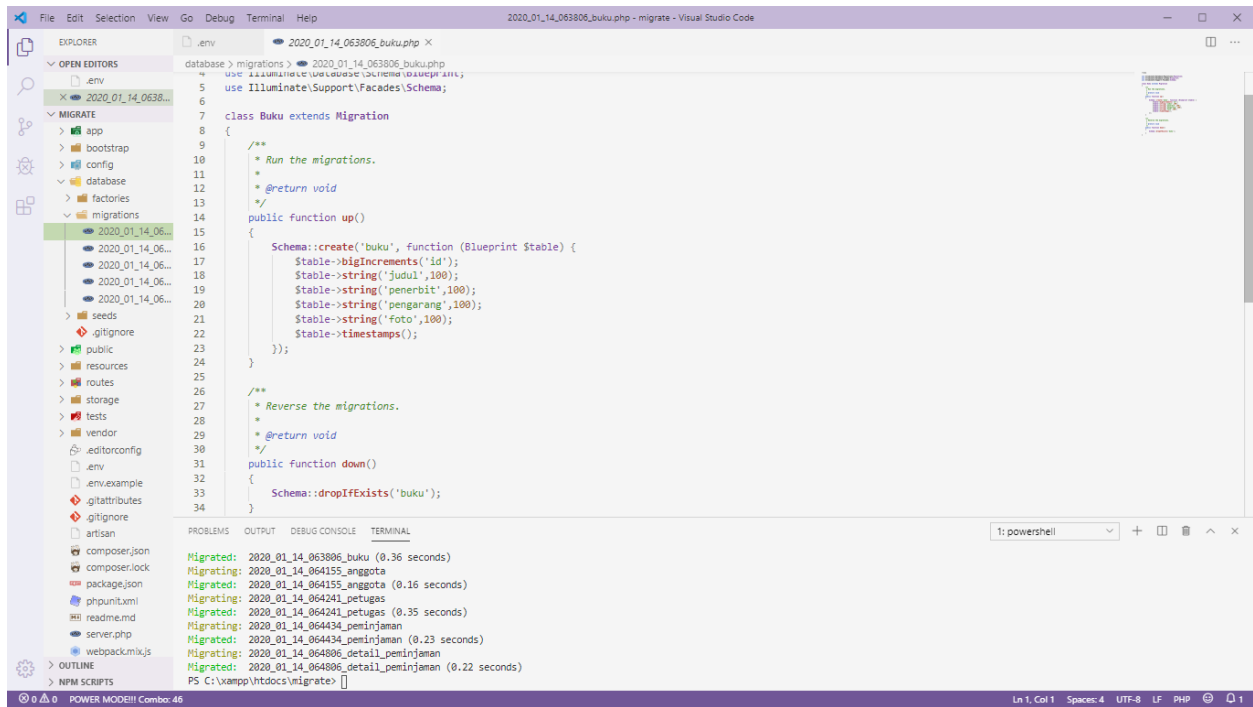 File Edit Selection View Go Debug Terminal Help
2020_01_14_063806_buku.php - migrate - Visual Studio Code
EXPLORER
OPEN EDITORS
.env
2020_01_14_0638...
MIGRATE
app
bootstrap
config
database
factories
migrations
2020_01_14_06...
2020_01_14_06...
2020_01_14_06...
2020_01_14_06...
2020_01_14_06...
seeds
.gitignore
public
resources
routes
storage
tests
vendor
.editorconfig
.env
.env.example
.gitattributes
.gitignore
artisan
composer.json
composer.lock
package.json
phpunit.xml
readme.md
server.php
webpack.mix.js
OUTLINE
NPM SCRIPTS
.env
2020_01_14_063806_buku.php
database > migrations > 2020_01_14_063806_buku.php
4 use Illuminate\Database\Schema\Blueprint;
5 use Illuminate\Support\Facades\Schema;
6
7 class Buku extends Migration
8 {
9 /**
10 * Run the migrations.
11 *
12 * @return void
13 */
14 public function up()
15 {
16 Schema::create('buku', function (Blueprint $table) {
17 $table->bigIncrements('id');
18 $table->string('judul',100);
19 $table->string('penerbit',100);
20 $table->string('pengarang',100);
21 $table->string('foto',100);
22 $table->timestamps();
23 });
24 }
25
26 /**
27 * Reverse the migrations.
28 *
29 * @return void
30 */
31 public function down()
32 {
33 Schema::dropIfExists('buku');
34 }
PROBLEMS OUTPUT DEBUG CONSOLE TERMINAL
1: powershell
Migrated: 2020_01_14_063806_buku (0.36 seconds)
Migrating: 2020_01_14_064155_anggota
Migrated: 2020_01_14_064155_anggota (0.16 seconds)
Migrating: 2020_01_14_064241_petugas
Migrated: 2020_01_14_064241_petugas (0.35 seconds)
Migrating: 2020_01_14_064434_peminjaman
Migrated: 2020_01_14_064434_peminjaman (0.23 seconds)
Migrating: 2020_01_14_064806_detail_peminjaman
Migrated: 2020_01_14_064806_detail_peminjaman (0.22 seconds)
PS C:\xampp\htdocs\migrate>
0 0 POWER MODE!!! Combo: 46
Ln 1, Col 1 Spaces: 4 UTF-8 LF PHP 1